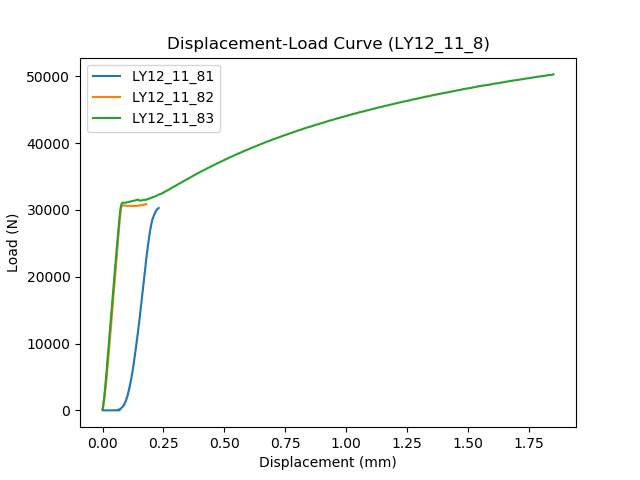 Displacement-Load Curve (LY12_11_8)
LY12_11_81
LY12_11_82
LY12_11_83
50000
40000
30000
20000
10000
0
Load (N)
0.00 0.25 0.50 0.75 1.00 1.25 1.50 1.75
Displacement (mm)